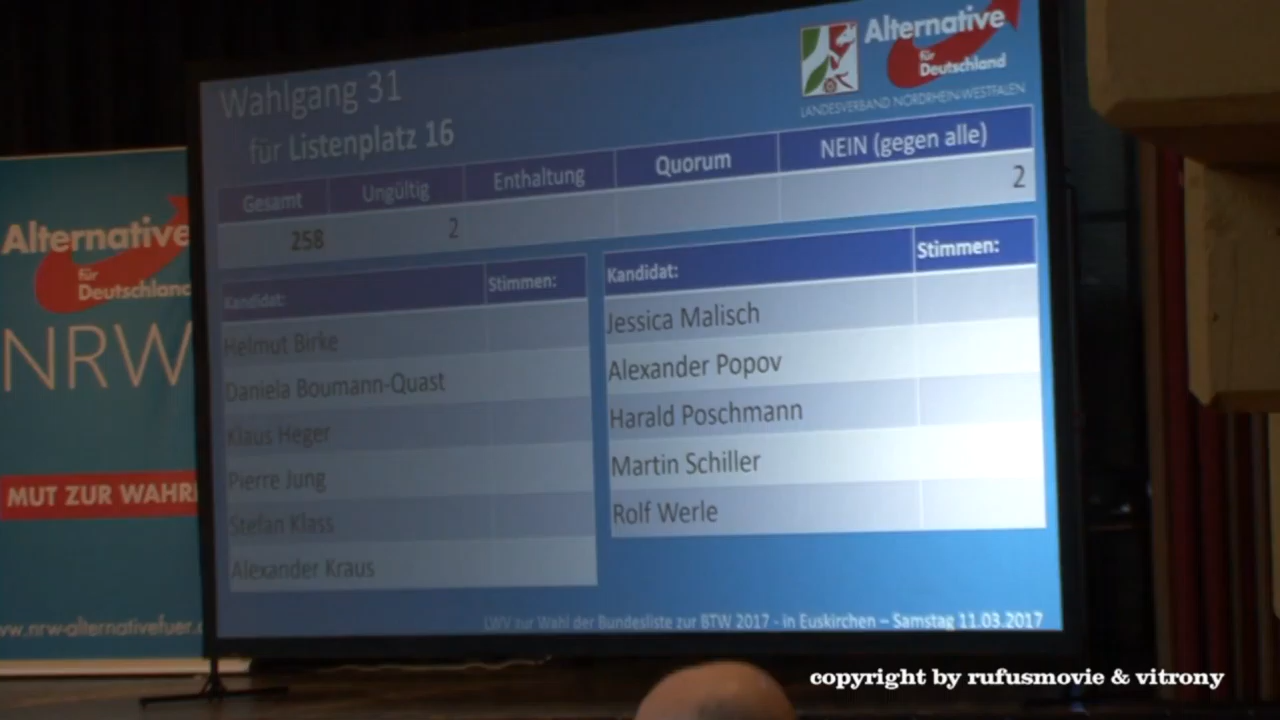 Wahlgang 31
für Listenplatz 16
Alternative
für
Deutschland
LANDESVERBAND NORDRHEIN-WESTFALEN
Gesamt Ungültig Enthaltung Quorum NEIN (gegen alle)
258 2 2
Kandidat: Stimmen:
Helmut Birke
Daniela Boumann-Quast
Klaus Heger
Pierre Jung
Stefan Klass
Alexander Kraus
Kandidat: Stimmen:
Jessica Malisch
Alexander Popov
Harald Poschmann
Martin Schiller
Rolf Werle
LWV zur Wahl der Bundesliste zur BTW 2017 - in Euskirchen – Samstag 11.03.2017
Alternative
für
Deutschland
NRW
MUT ZUR WAHR
ww.nrw-alternativefuer.
copyright by rufusmovie & vitrony